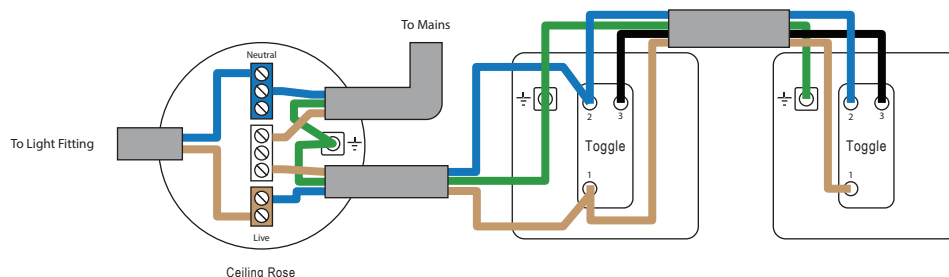 To Mains
Neutral
To Light Fitting
Live
Ceiling Rose
2
3
Toggle
1
2
3
Toggle
1